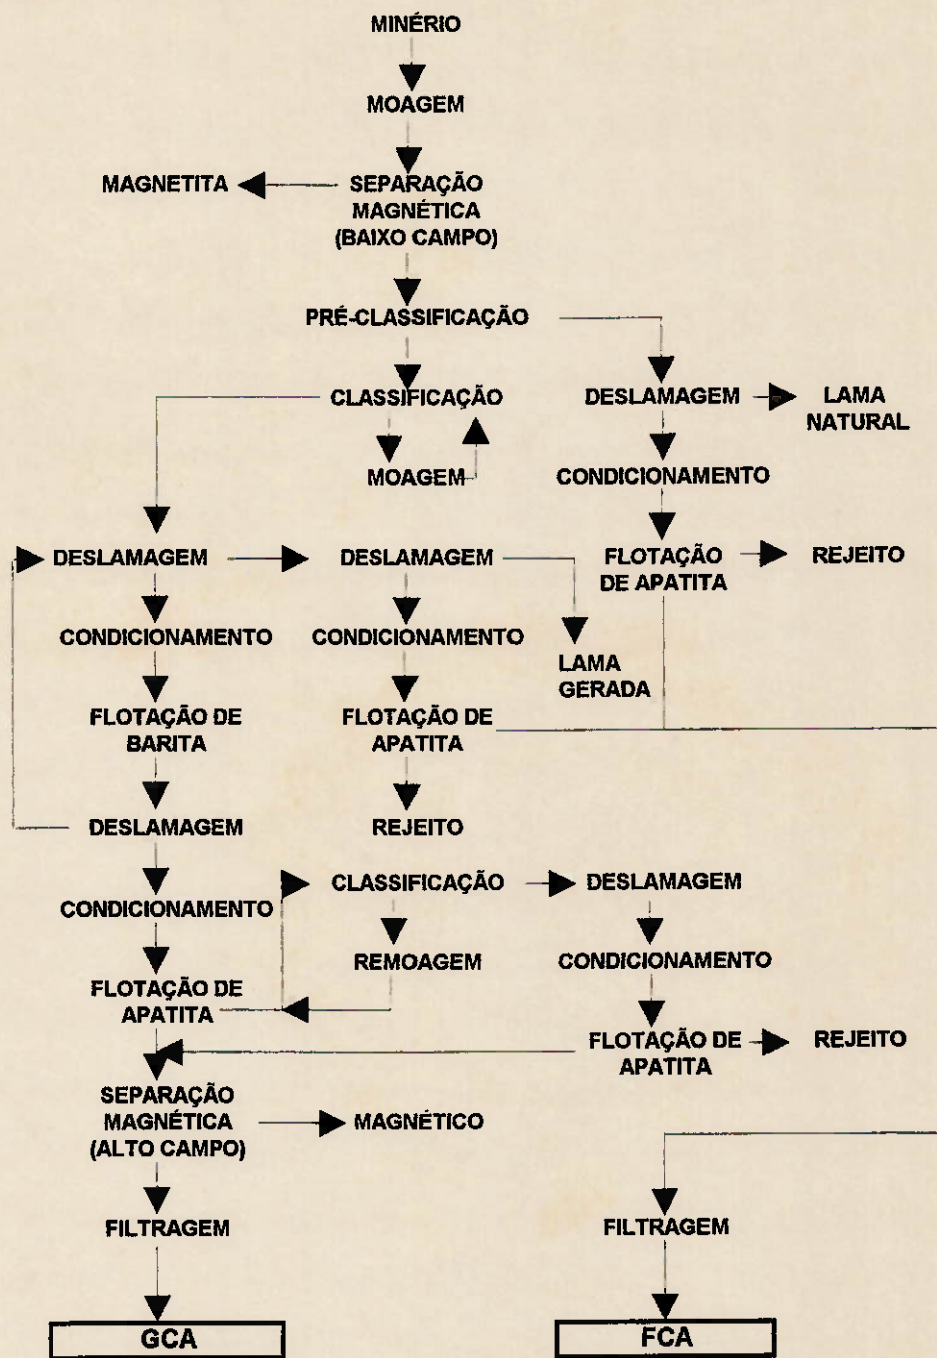 MINÉRIO
MOAGEM
MAGNETITA
SEPARAÇÃO
MAGNÉTICA
(BAIXO CAMPO)
PRÉ-CLASSIFICAÇÃO
CLASSIFICAÇÃO
DESLAMAGEM
LAMA
NATURAL
MOAGEM
CONDICIONAMENTO
DESLAMAGEM
DESLAMAGEM
FLOTAÇÃO
DE APATITA
REJEITO
CONDICIONAMENTO
CONDICIONAMENTO
LAMA
GERADA
FLOTAÇÃO DE
BARITA
FLOTAÇÃO DE
APATITA
DESLAMAGEM
REJEITO
CLASSIFICAÇÃO
DESLAMAGEM
CONDICIONAMENTO
REMOAGEM
CONDICIONAMENTO
FLOTAÇÃO DE
APATITA
FLOTAÇÃO DE
APATITA
REJEITO
SEPARAÇÃO
MAGNÉTICA
(ALTO CAMPO)
MAGNÉTICO
FILTRAGEM
FILTRAGEM
GCA
FCA